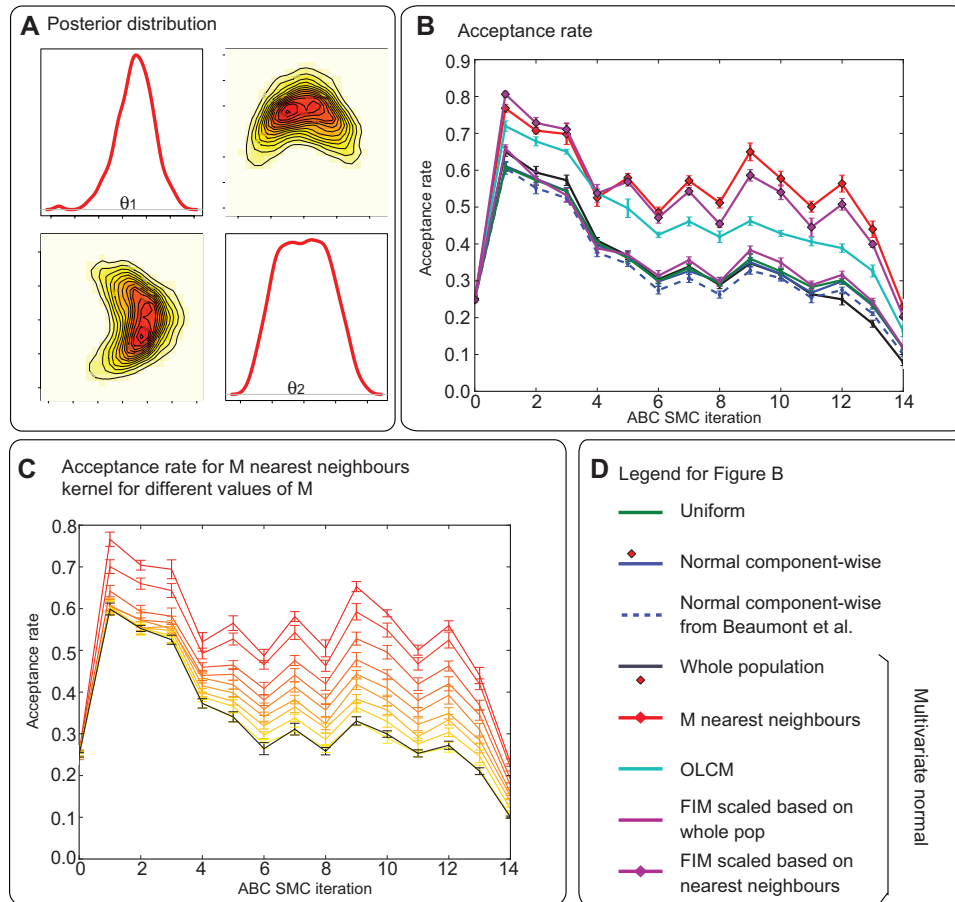 A Posterior distribution
θ1
θ2
B Acceptance rate
0.9
0.8
0.7
0.6
0.5
0.4
0.3
0.2
0.1
0.0
Acceptance rate
0 2 4 6 8 10 12 14
ABC SMC iteration
C Acceptance rate for M nearest neighbours
kernel for different values of M
0.8
0.7
0.6
0.5
0.4
0.3
0.2
0.1
0.0
Acceptance rate
0 2 4 6 8 10 12 14
ABC SMC iteration
D Legend for Figure B
Uniform
Normal component-wise
Normal component-wise
from Beaumont et al.
Whole population
M nearest neighbours
OLCM
FIM scaled based on
whole pop
FIM scaled based on
nearest neighbours
Multivariate normal